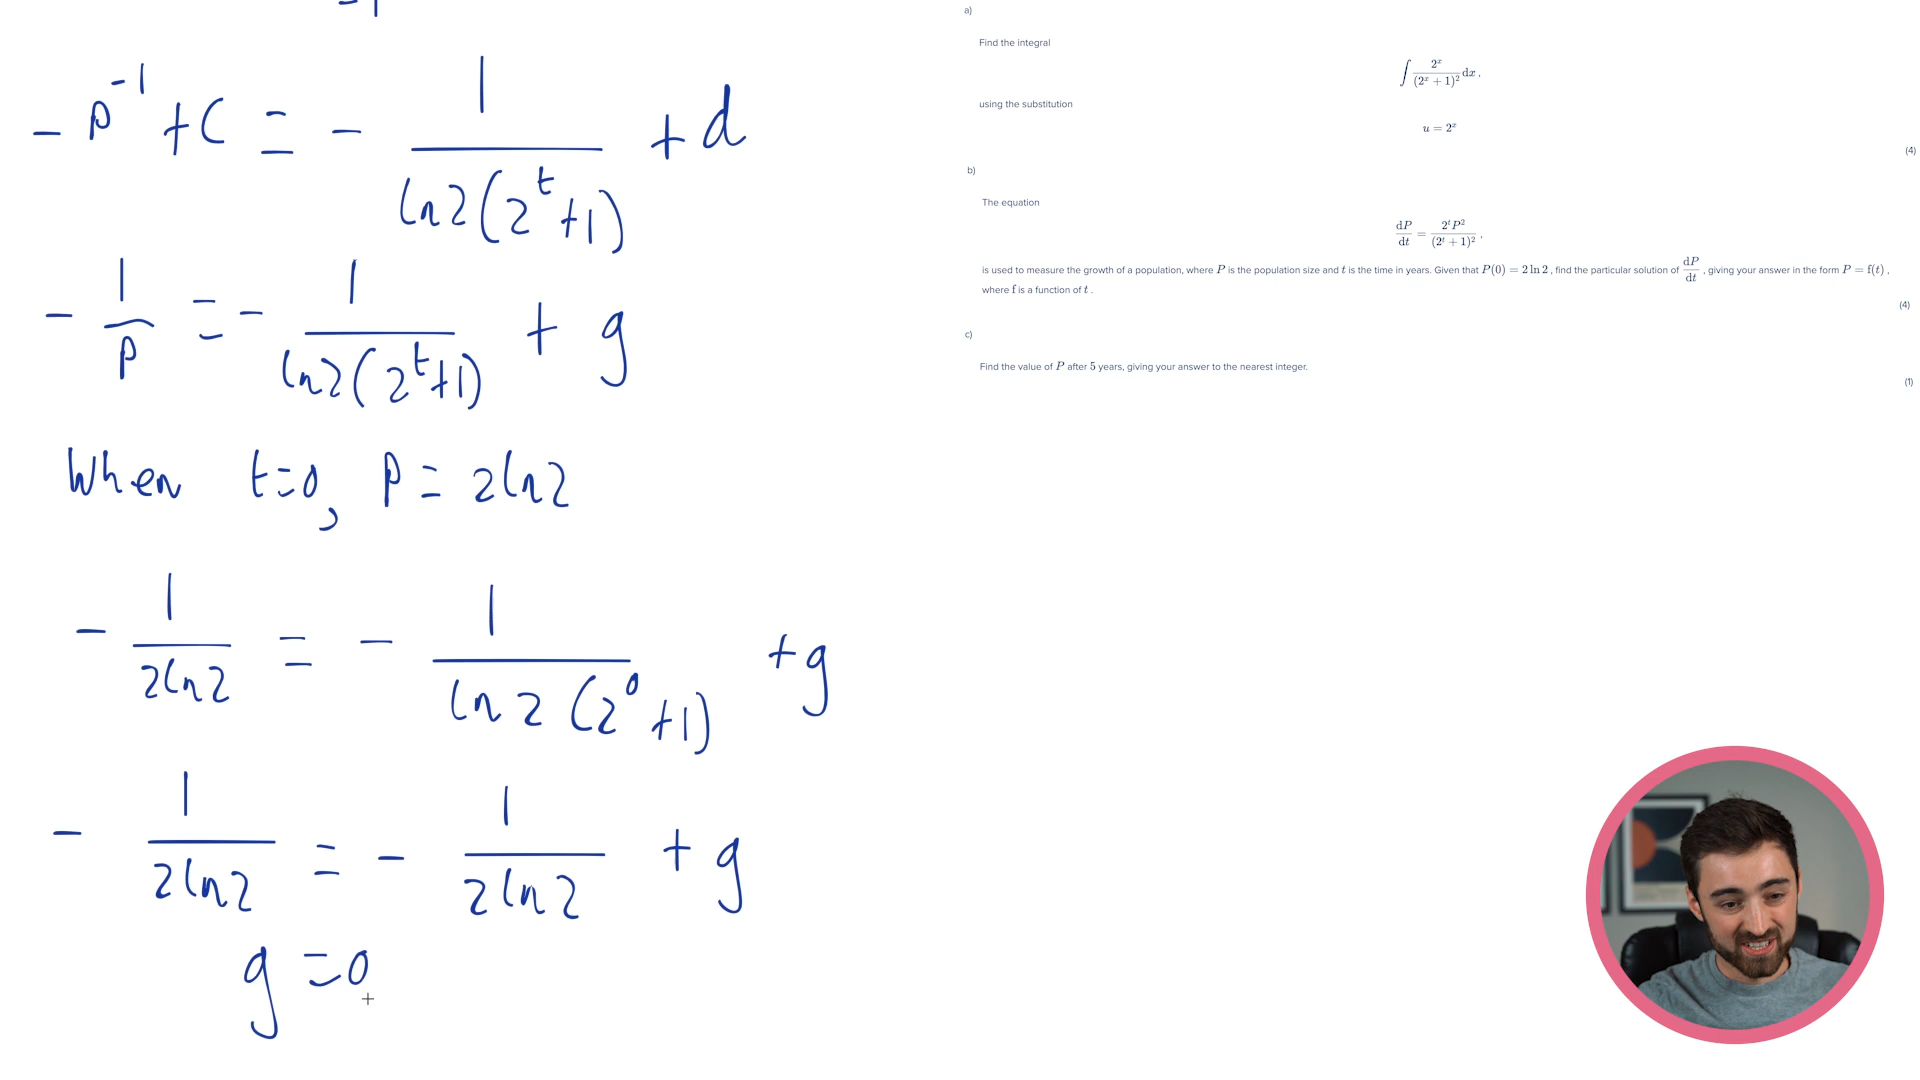 - p^-1 + C = - 1/(ln2(2^t+1)) + d
- 1/p = - 1/(ln2(2^t+1)) + g
When t=0, P = 2ln2
- 1/(2ln2) = - 1/(ln2(2^0+1)) + g
- 1/(2ln2) = - 1/(2ln2) + g
g = 0
a)
Find the integral
∫ 2^x/(2^x + 1)^2 dx ,
using the substitution
u = 2^x
(4)
b)
The equation
dP/dt = 2^t P^2/(2^t + 1)^2 ,
is used to measure the growth of a population, where P is the population size and t is the time in years. Given that P(0) = 2 ln 2 , find the particular solution of dP/dt , giving your answer in the form P = f(t) ,
where f is a function of t .
(4)
c)
Find the value of P after 5 years, giving your answer to the nearest integer.
(1)